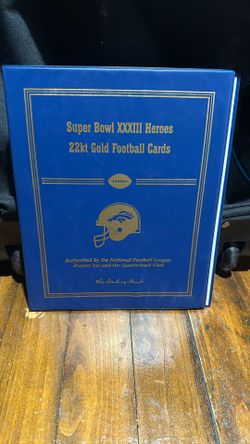 Super Bowl XXXIII Heroes
22kt Gold Football Cards
Authorized by the National Football League,
Players Inc and the Quarterback Club
The Danbury Mint